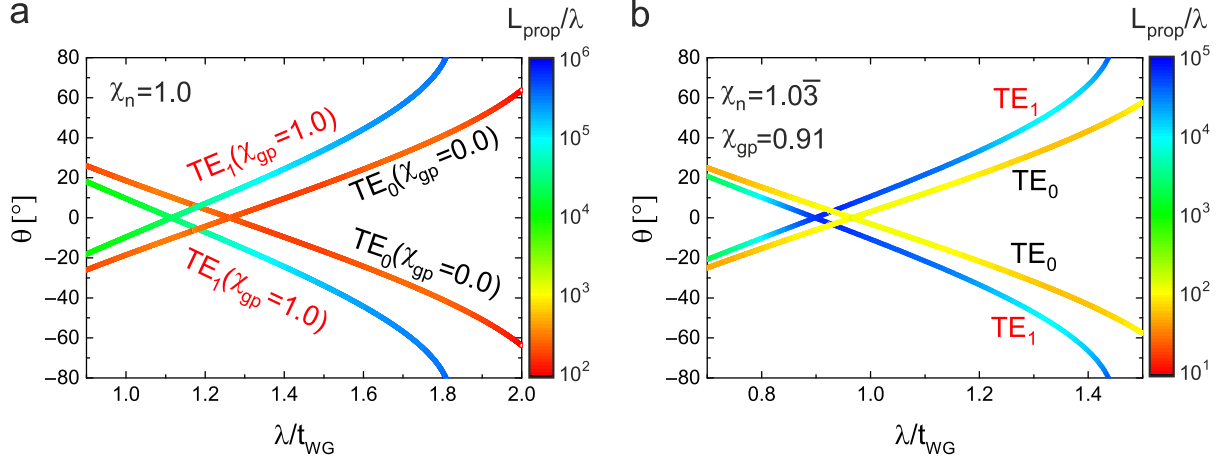 a
L_prop/λ
χ_n=1.0
TE_1(χ_gp=1.0)
TE_0(χ_gp=0.0)
TE_0(χ_gp=0.0)
TE_1(χ_gp=1.0)
θ [°]
80
60
40
20
0
−20
−40
−60
−80
1.0
1.2
1.4
1.6
1.8
2.0
λ/t_WG
10^6
10^5
10^4
10^3
10^2
b
L_prop/λ
χ_n=1.03̅
χ_gp=0.91
TE_1
TE_0
TE_0
TE_1
θ [°]
80
60
40
20
0
−20
−40
−60
−80
0.8
1.0
1.2
1.4
λ/t_WG
10^5
10^4
10^3
10^2
10^1